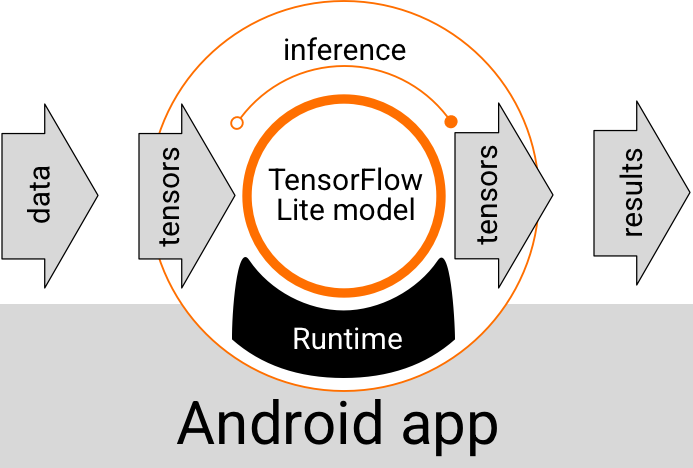 inference
data
tensors
TensorFlow
Lite model
tensors
results
Runtime
Android app